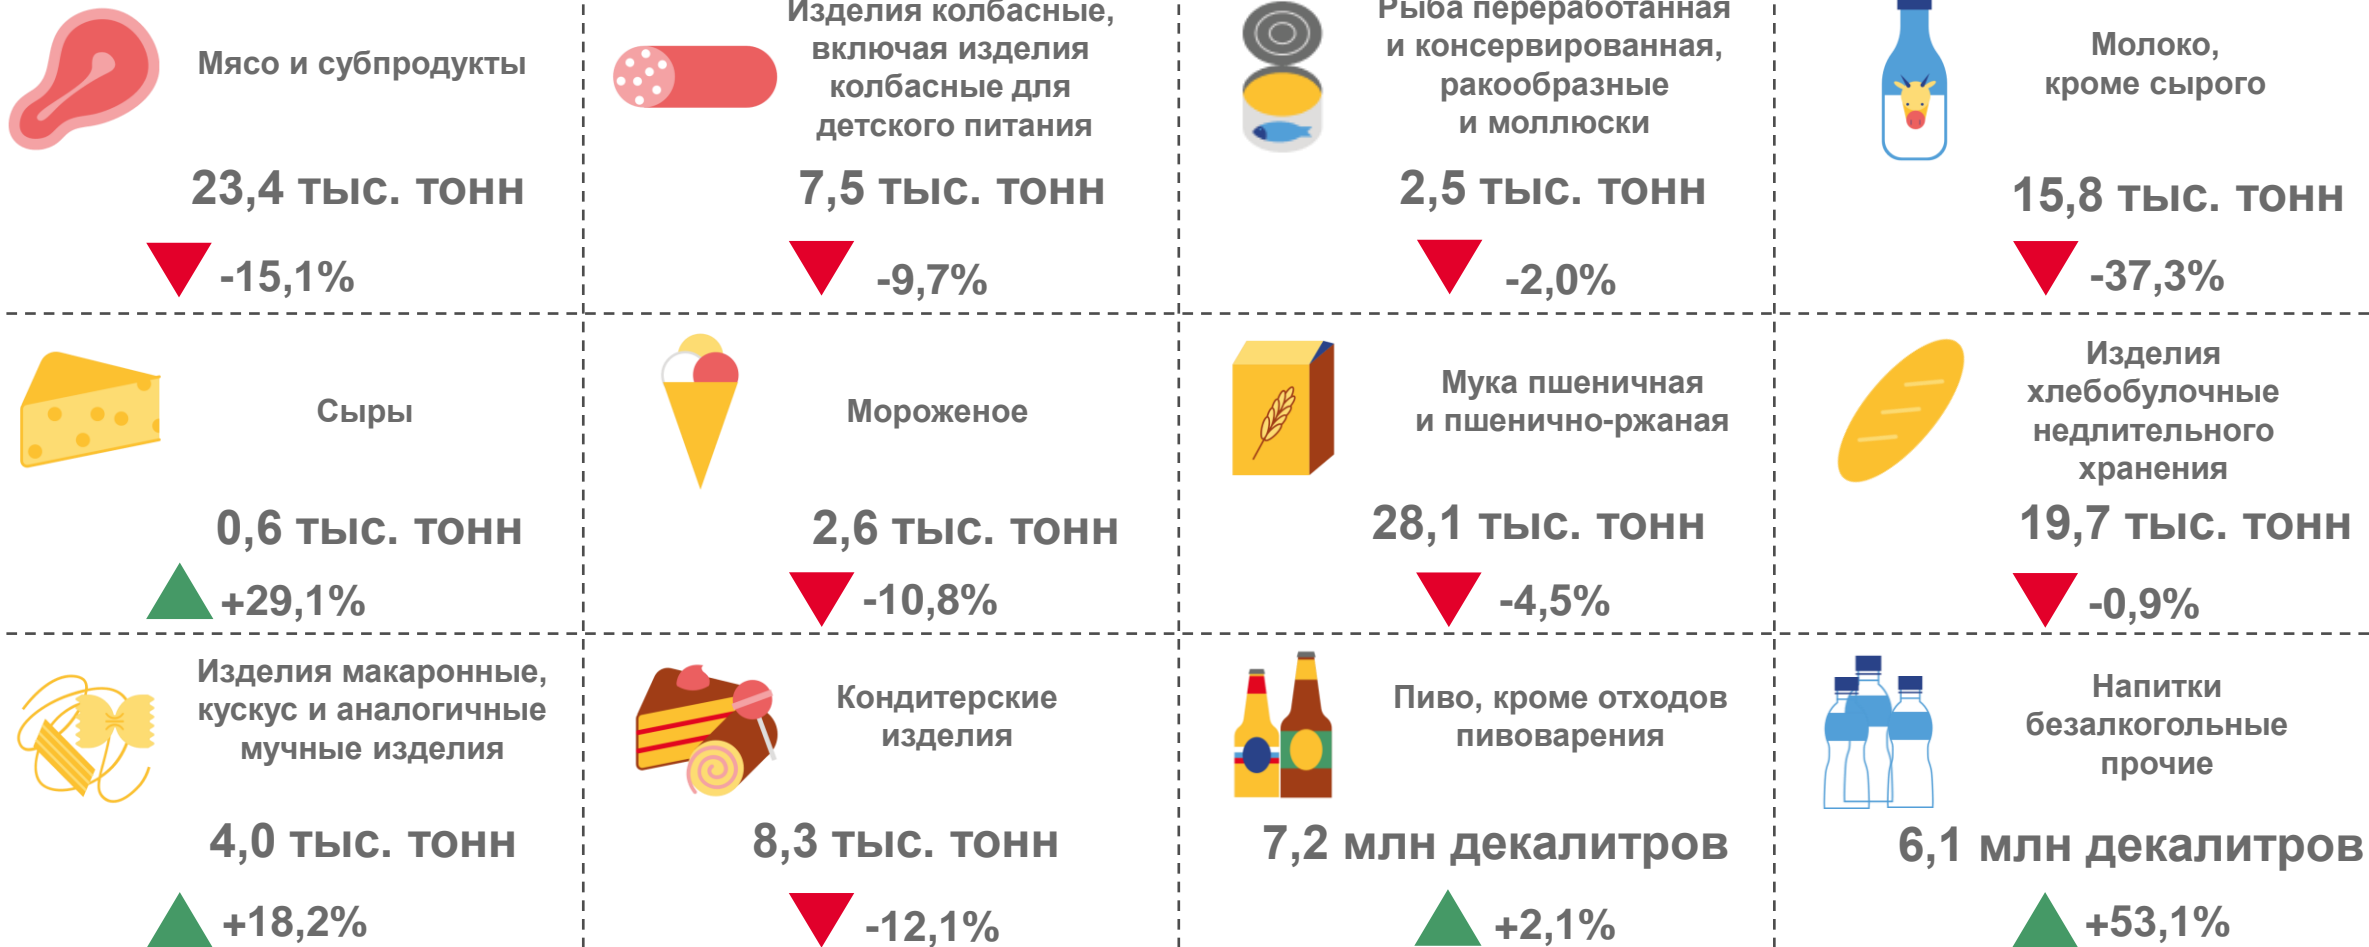 Мясо и субпродукты
23,4 тыс. тонн
-15,1%
Изделия колбасные,
включая изделия
колбасные для
детского питания
7,5 тыс. тонн
-9,7%
Рыба переработанная
и консервированная,
ракообразные
и моллюски
2,5 тыс. тонн
-2,0%
Молоко,
кроме сырого
15,8 тыс. тонн
-37,3%
Сыры
0,6 тыс. тонн
+29,1%
Мороженое
2,6 тыс. тонн
-10,8%
Мука пшеничная
и пшенично-ржаная
28,1 тыс. тонн
-4,5%
Изделия
хлебобулочные
недлительного
хранения
19,7 тыс. тонн
-0,9%
Изделия макаронные,
кускус и аналогичные
мучные изделия
4,0 тыс. тонн
+18,2%
Кондитерские
изделия
8,3 тыс. тонн
-12,1%
Пиво, кроме отходов
пивоварения
7,2 млн декалитров
+2,1%
Напитки
безалкогольные
прочие
6,1 млн декалитров
+53,1%